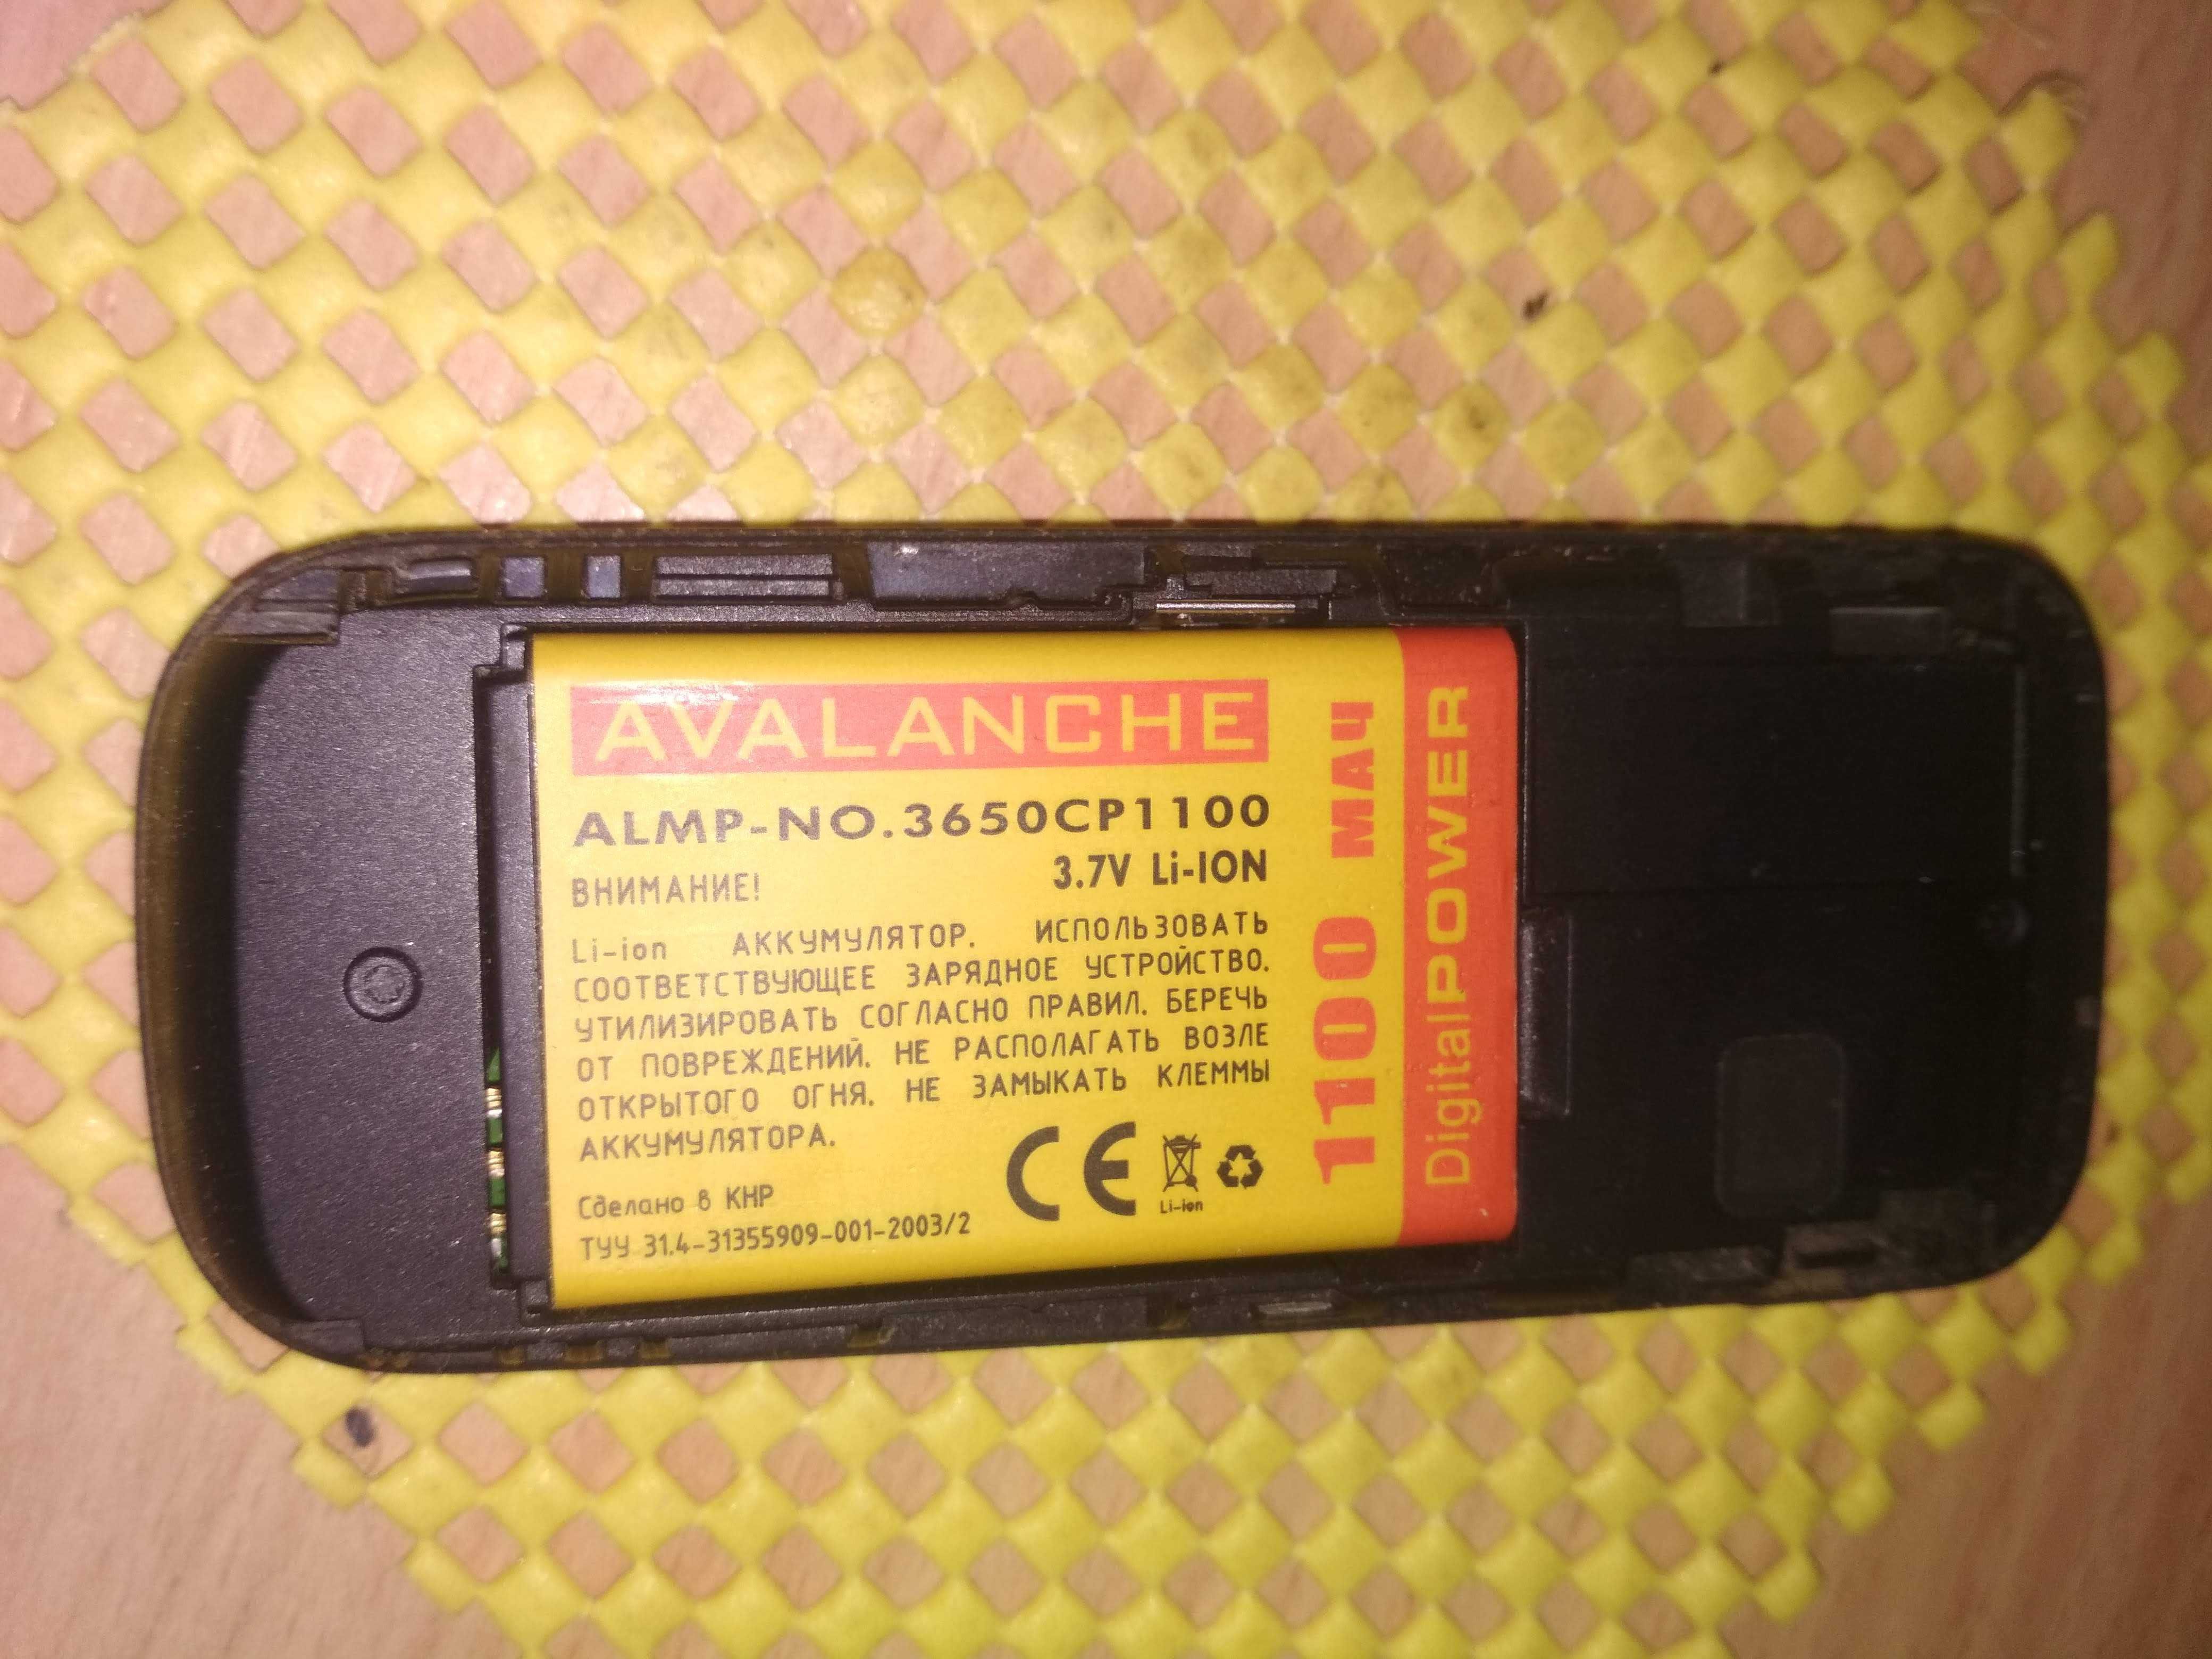 AVALANCHE
ALMP-NO.3650CP1100
3.7V Li-ION
ВНИМАНИЕ!
Li-ion АККУМУЛЯТОР. ИСПОЛЬЗОВАТЬ
СООТВЕТСТВУЮЩЕЕ ЗАРЯДНОЕ УСТРОЙСТВО.
УТИЛИЗИРОВАТЬ СОГЛАСНО ПРАВИЛ. БЕРЕЧЬ
ОТ ПОВРЕЖДЕНИЙ. НЕ РАСПОЛАГАТЬ ВОЗЛЕ
ОТКРЫТОГО ОГНЯ. НЕ ЗАМЫКАТЬ КЛЕММЫ
АККУМУЛЯТОРА.
Сделано в КНР
ТУУ 31.4-31355909-001-2003/2
CE
Li-ion
1100 МАЧ
DigitalPOWER